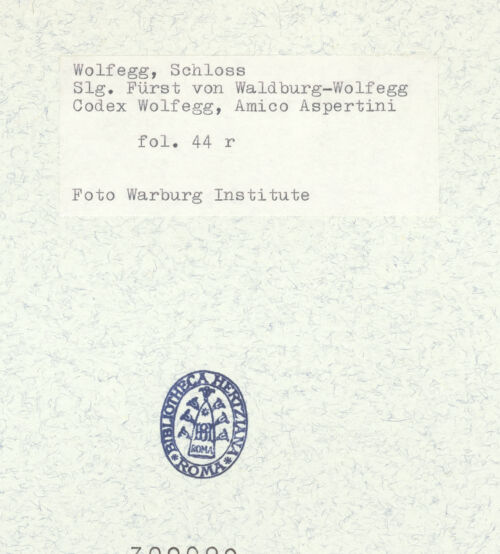 Wolfegg, Schloss
Slg. Fürst von Waldburg-Wolfegg
Codex Wolfegg, Amico Aspertini
fol. 44 r
Foto Warburg Institute
BIBLIOTHECA HERTZIANA
ROMA
* ROMA *